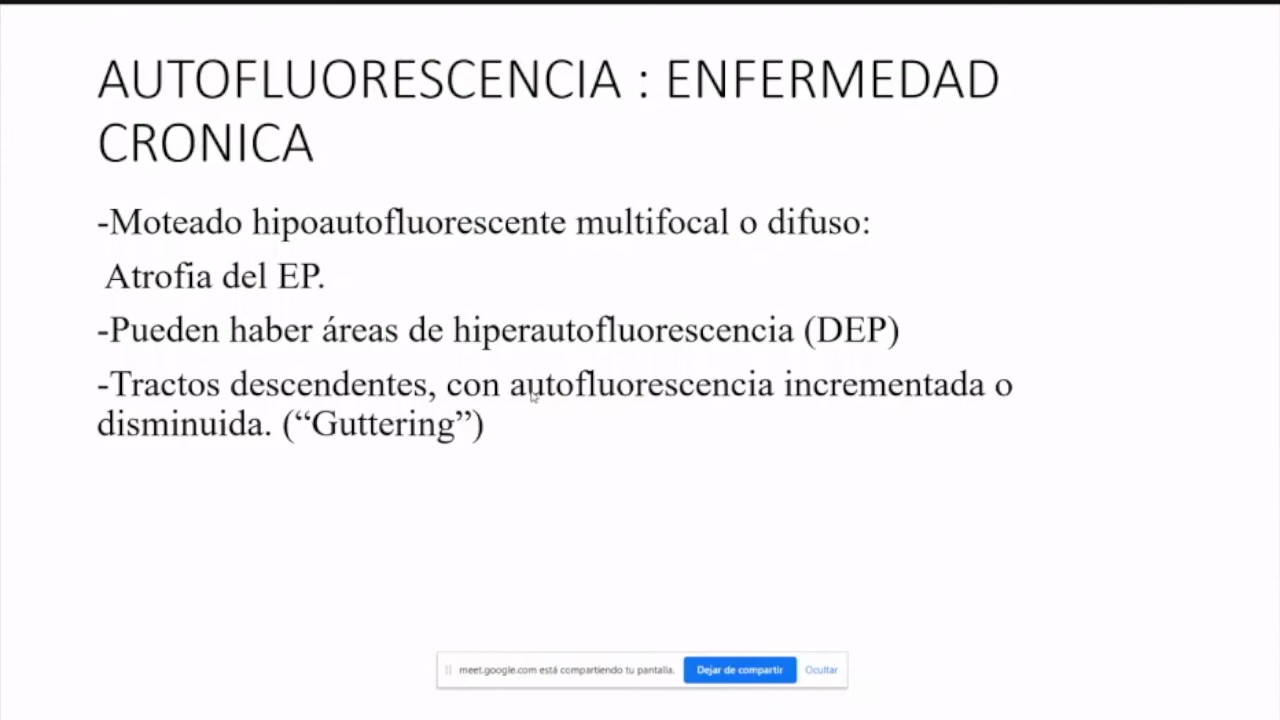 AUTOFLUORESCENCIA : ENFERMEDAD
CRONICA
-Moteado hipoautofluorescente multifocal o difuso:
Atrofia del EP.
-Pueden haber áreas de hiperautofluorescencia (DEP)
-Tractos descendentes, con autofluorescencia incrementada o
disminuida. (“Guttering”)
meet.google.com está compartiendo tu pantalla. Dejar de compartir Ocultar